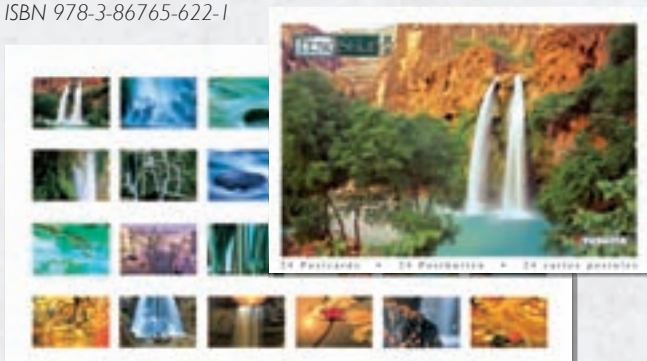 ISBN 978-3-86765-622-1
24 Postcards • 24 Postkarten • 24 cartes postales